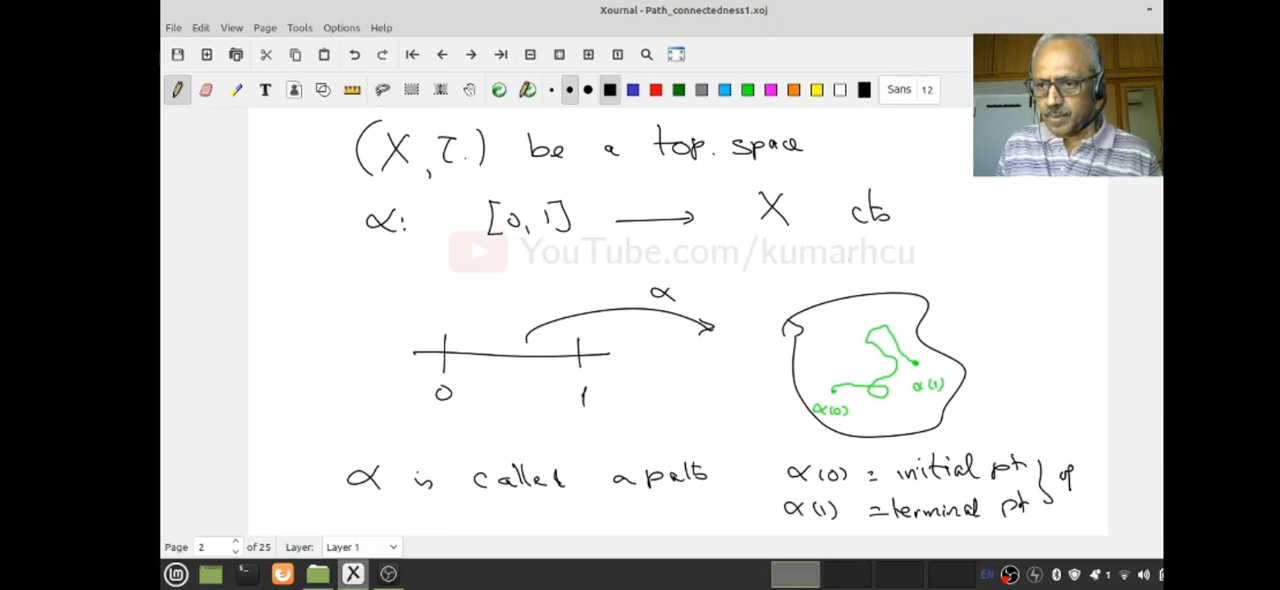 Xournal - Path_connectedness1.xoj
File Edit View Page Tools Options Help
Sans 12
(X, τ.) be a top. space
α: [0, 1] ⟶ X cts
YouTube.com/kumarhcu
α
0 1
α(0) α(1)
α is called a path
α(0) = initial pt } of
α(1) = terminal pt
Page 2 of 25 Layer: Layer 1
EN 1